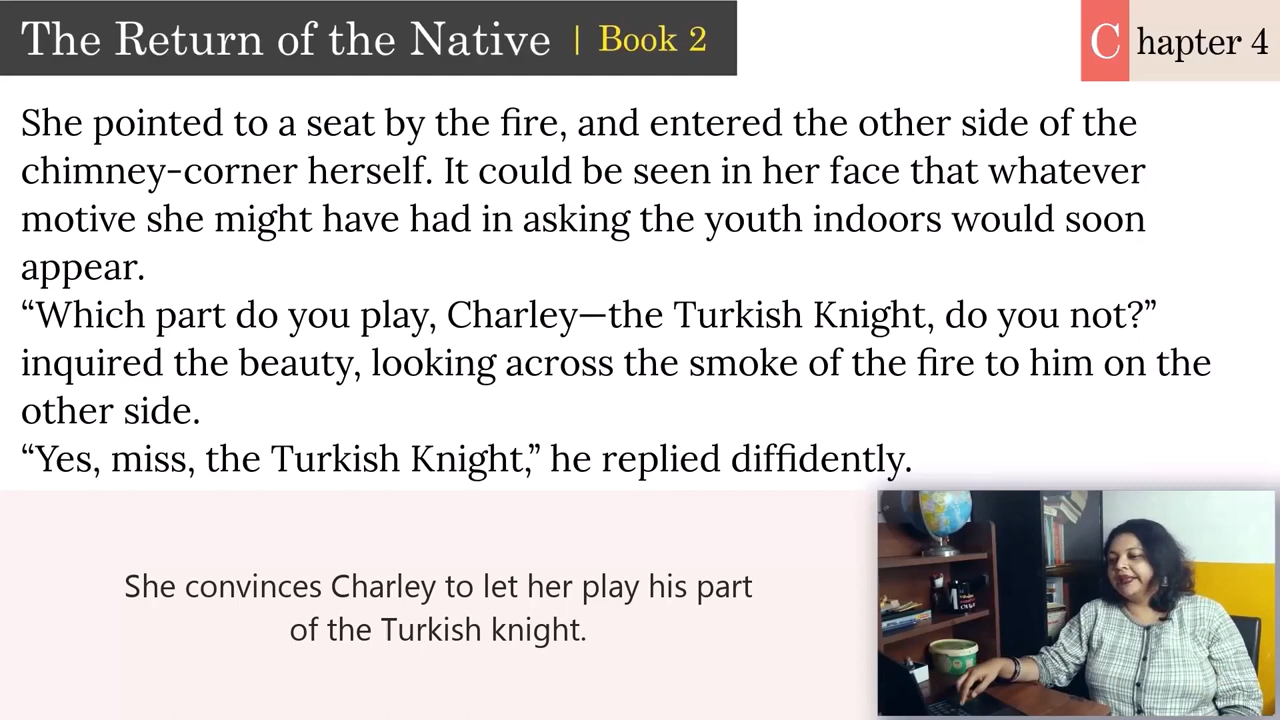 The Return of the Native | Book 2
Chapter 4
She pointed to a seat by the fire, and entered the other side of the
chimney-corner herself. It could be seen in her face that whatever
motive she might have had in asking the youth indoors would soon
appear.
“Which part do you play, Charley—the Turkish Knight, do you not?”
inquired the beauty, looking across the smoke of the fire to him on the
other side.
“Yes, miss, the Turkish Knight,” he replied diffidently.
She convinces Charley to let her play his part
of the Turkish knight.